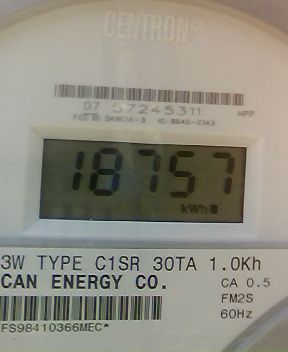 CENTRON®
07 57245311 HPP
18757
kWh
3W TYPE C1SR 30TA 1.0Kh
CAN ENERGY CO. CA 0.5
FM2S
60Hz
FS98410366MEC*